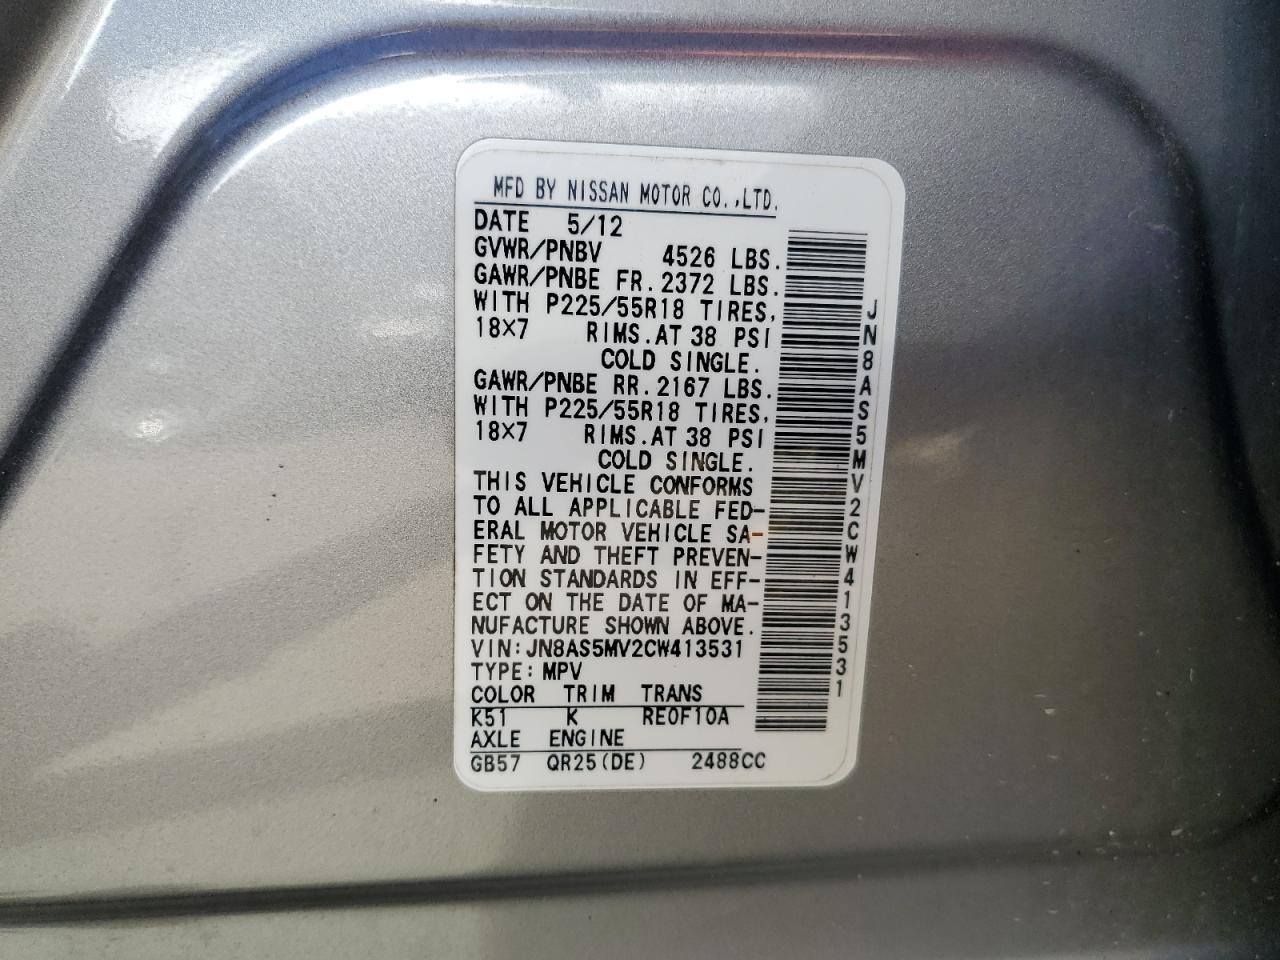 MFD BY NISSAN MOTOR CO.,LTD.
DATE 5/12
GVWR/PNBV 4526 LBS.
GAWR/PNBE FR.2372 LBS.
WITH P225/55R18 TIRES,
18X7 RIMS.AT 38 PSI
COLD SINGLE.
GAWR/PNBE RR.2167 LBS.
WITH P225/55R18 TIRES,
18X7 RIMS.AT 38 PSI
COLD SINGLE.
THIS VEHICLE CONFORMS
TO ALL APPLICABLE FED-
ERAL MOTOR VEHICLE SA-
FETY AND THEFT PREVEN-
TION STANDARDS IN EFF-
ECT ON THE DATE OF MA-
NUFACTURE SHOWN ABOVE.
VIN:JN8AS5MV2CW413531
TYPE:MPV
COLOR TRIM TRANS
K51 K RE0F10A
AXLE ENGINE
GB57 QR25(DE) 2488CC
JN8AS5MV2CW413531